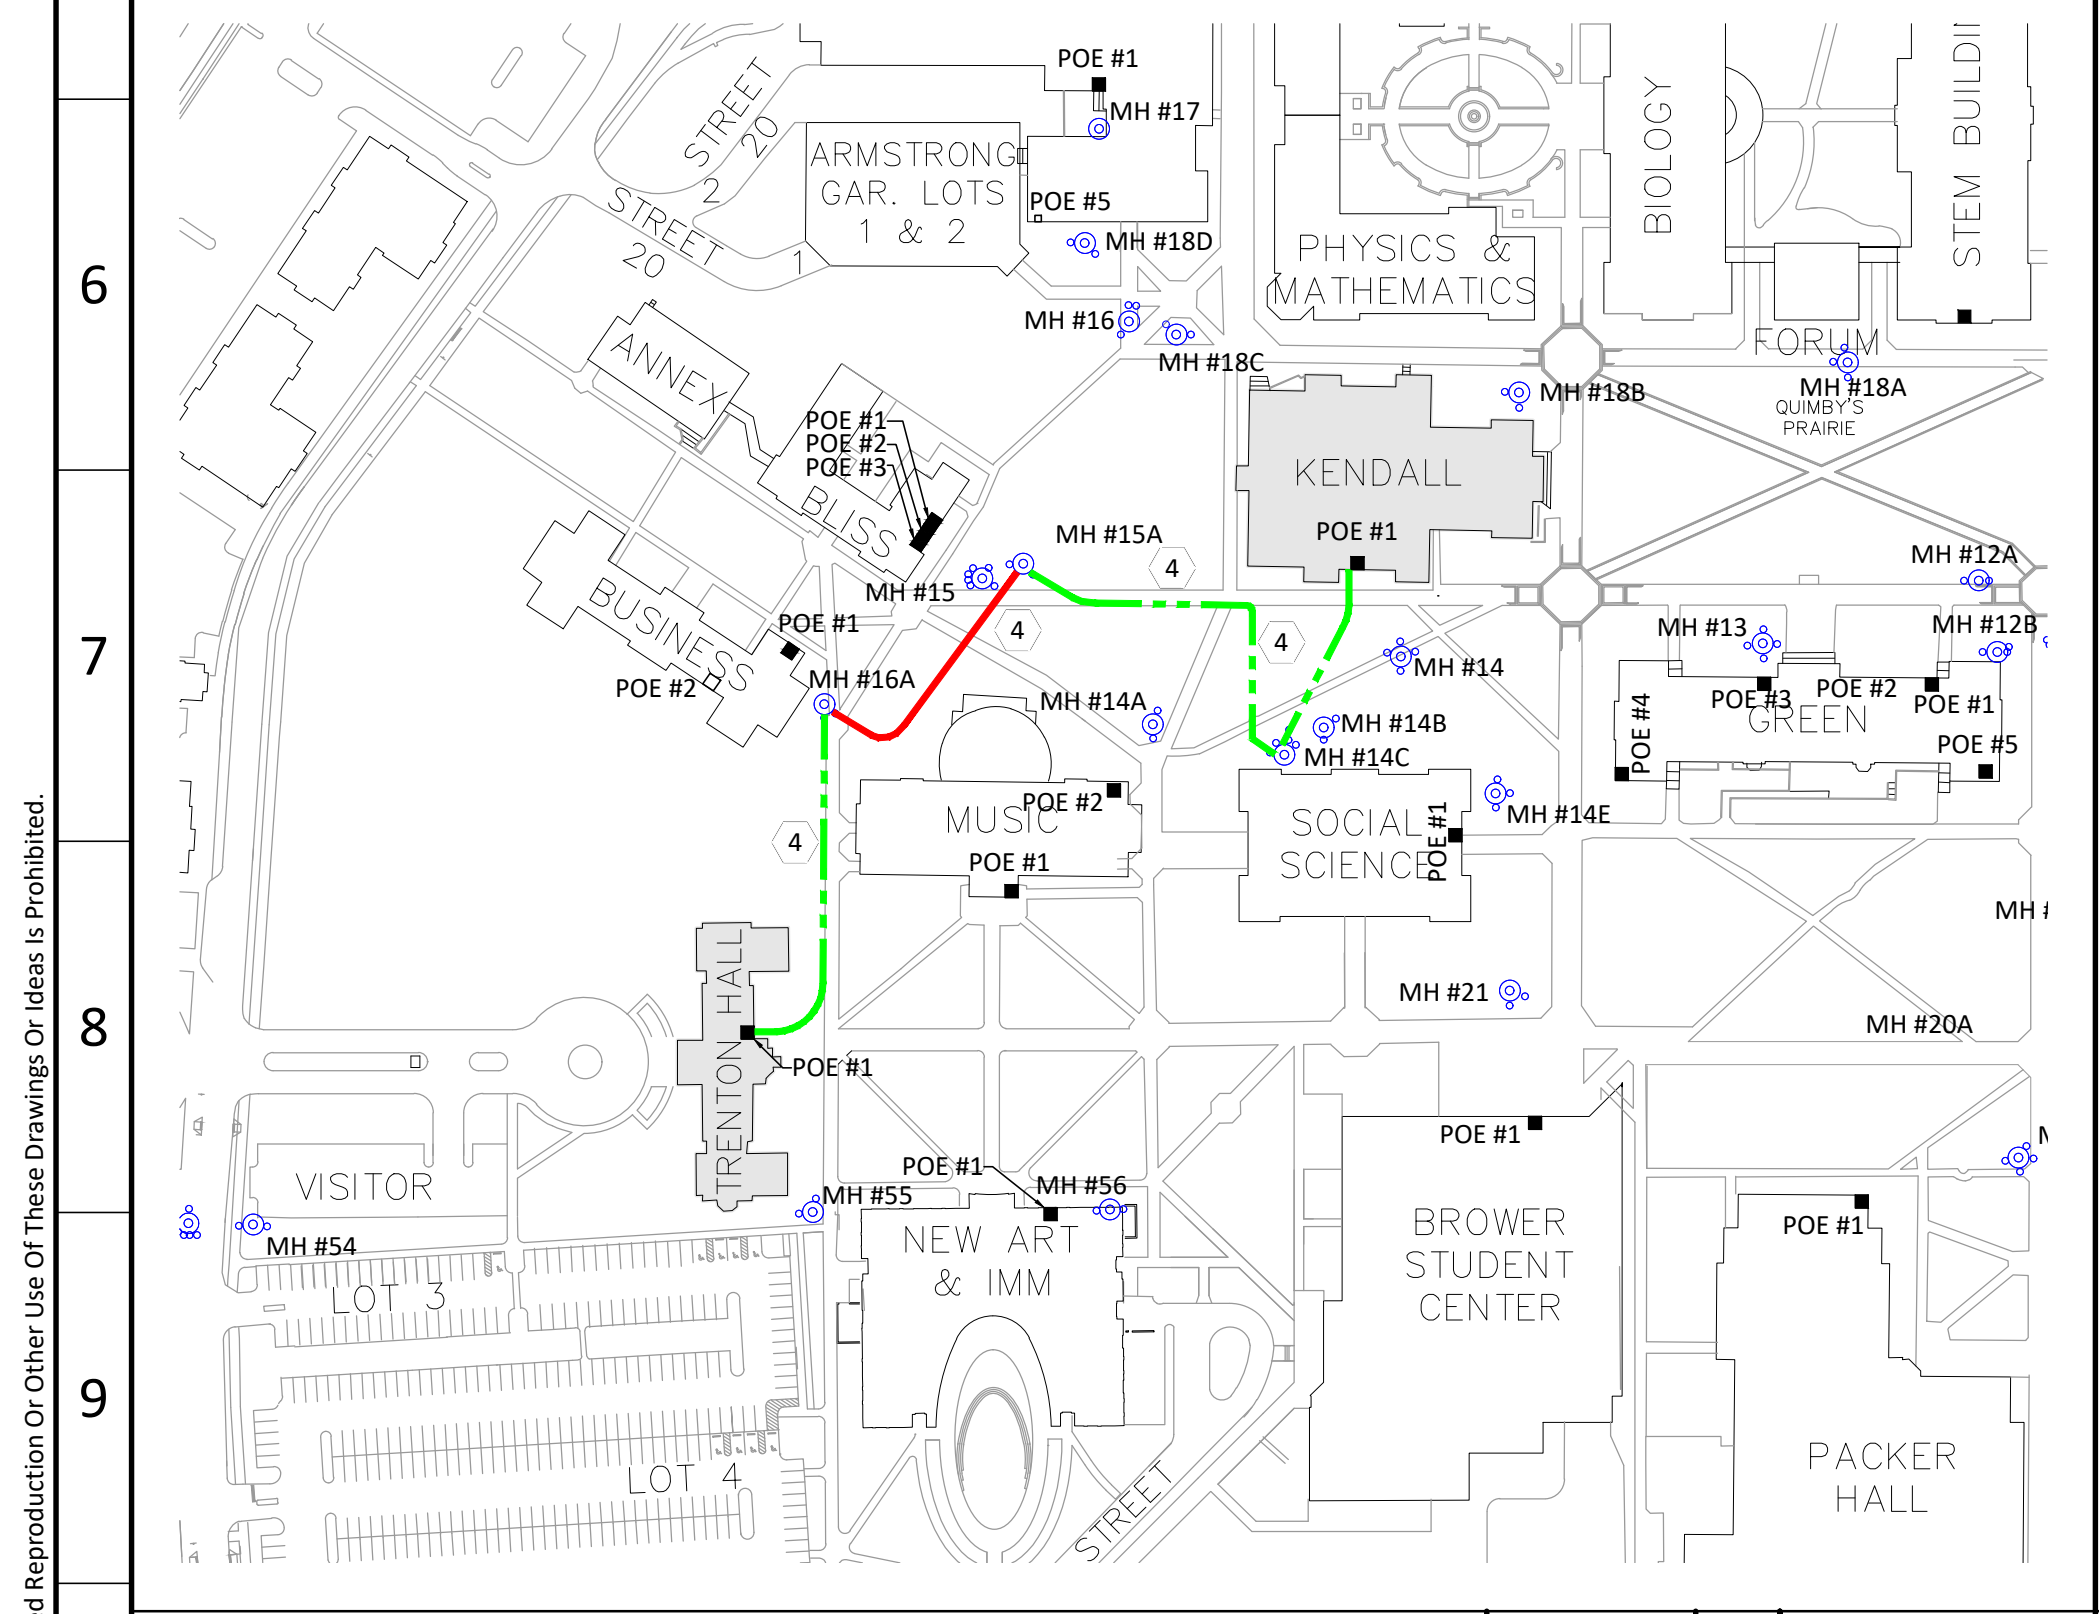 POE #1
MH #17
STREET
20
2
STREET
20
1
ARMSTRONG
GAR. LOTS
1 & 2
POE #5
MH #18D
MH #16
MH #18C
PHYSICS &
MATHEMATICS
BIOLOGY
FORUM
MH #18A
QUIMBY'S
PRAIRIE
MH #18B
6
ANNEX
POE #1
POE #2
POE #3
BLISS
KENDALL
POE #1
MH #15A
MH #15
4
4
4
MH #12A
MH #12B
MH #13
7
BUSINESS
POE #1
POE #2
MH #16A
MH #14A
MH #14
MH #14B
MH #14C
POE #4
POE #3
POE #2
POE #1
GREEN
POE #5
MUSIC
POE #2
POE #1
4
SOCIAL
SCIENCE
POE #1
MH #14E
8
TRENTON HALL
POE #1
MH #21
MH #20A
POE #1
VISITOR
MH #54
MH #55
POE #1
MH #56
NEW ART
& IMM
BROWER
STUDENT
CENTER
POE #1
LOT 3
9
LOT 4
STREET
PACKER
HALL
Reproduction Or Other Use Of These Drawings Or Ideas Is Prohibited.